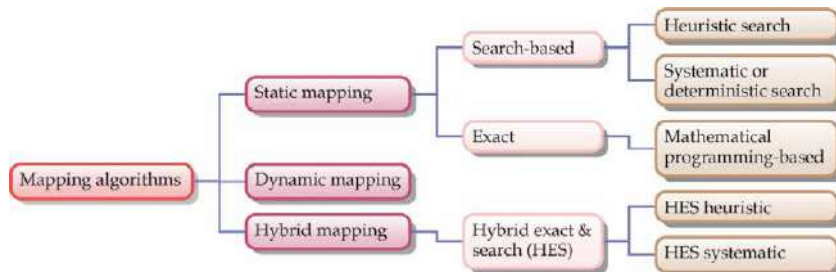 Heuristic search
Search-based
Systematic or
deterministic search
Static mapping
Exact
Mathematical
programming-based
Mapping algorithms
Dynamic mapping
Hybrid mapping
Hybrid exact &
search (HES)
HES heuristic
HES systematic